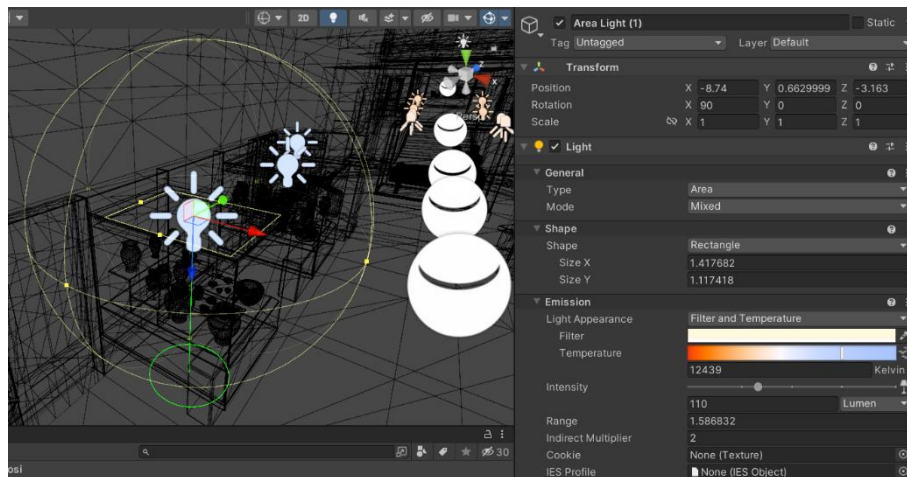 2D
z
x
Persp
30
osi
Area Light (1)
Static
Tag Untagged
Layer Default
Transform
Position X -8.74 Y 0.6629999 Z -3.163
Rotation X 90 Y 0 Z 0
Scale X 1 Y 1 Z 1
Light
General
Type Area
Mode Mixed
Shape
Shape Rectangle
Size X 1.417682
Size Y 1.117418
Emission
Light Appearance Filter and Temperature
Filter
Temperature
12439 Kelvin
Intensity
110 Lumen
Range 1.586832
Indirect Multiplier 2
Cookie None (Texture)
IES Profile None (IES Object)